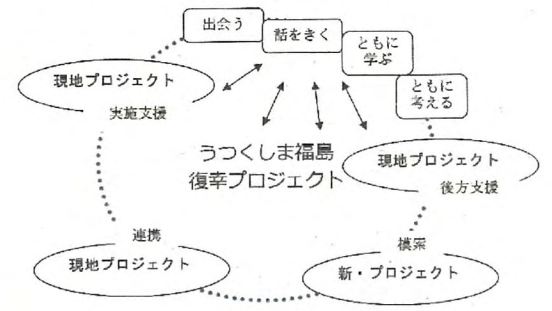 出会う
話をきく
ともに
学ぶ
ともに
考える
現地プロジェクト
実施支援
うつくしま福島
復幸プロジェクト
現地プロジェクト
後方支援
連携
現地プロジェクト
模索
新・プロジェクト